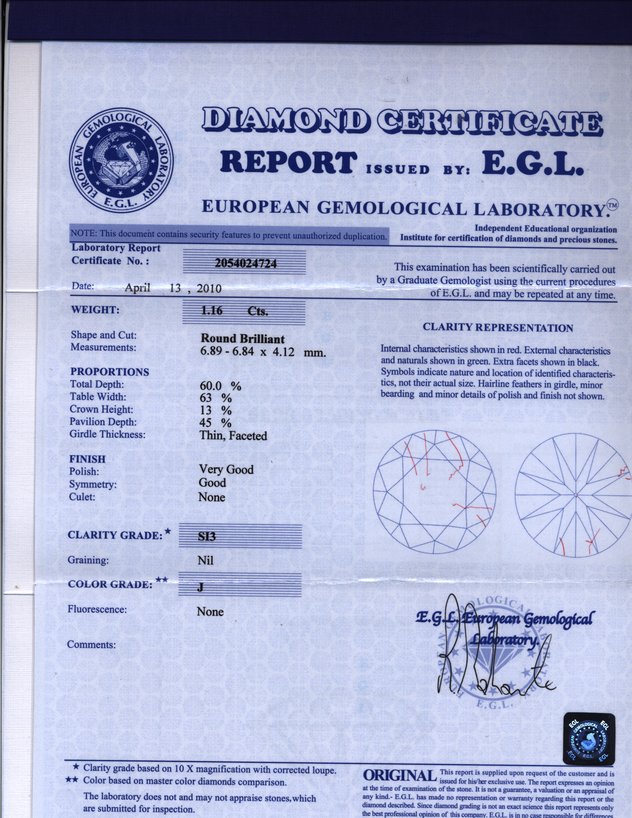 EUROPEAN GEMOLOGICAL LABORATORY
E.G.L.
DIAMOND CERTIFICATE
REPORT ISSUED BY: E.G.L.
EUROPEAN GEMOLOGICAL LABORATORY.™
NOTE: This document contains security features to prevent unauthorized duplication.
Independent Educational organization
Institute for certification of diamonds and precious stones.
Laboratory Report
Certificate No. : 2054024724
Date: April 13 , 2010
This examination has been scientifically carried out
by a Graduate Gemologist using the current procedures
of E.G.L. and may be repeated at any time.
WEIGHT: 1.16 Cts.
Shape and Cut: Round Brilliant
Measurements: 6.89 - 6.84 x 4.12 mm.
PROPORTIONS
Total Depth: 60.0 %
Table Width: 63 %
Crown Height: 13 %
Pavilion Depth: 45 %
Girdle Thickness: Thin, Faceted
FINISH
Polish: Very Good
Symmetry: Good
Culet: None
CLARITY GRADE: ★ SI3
Graining: Nil
COLOR GRADE: ★★ J
Fluorescence: None
Comments:
CLARITY REPRESENTATION
Internal characteristics shown in red. External characteristics
and naturals shown in green. Extra facets shown in black.
Symbols indicate nature and location of identified characteris-
tics, not their actual size. Hairline feathers in girdle, minor
bearding and minor details of polish and finish not shown.
E.G.L. European Gemological
Laboratory.
E.G.L.
EGL
★ Clarity grade based on 10 X magnification with corrected loupe.
★★ Color based on master color diamonds comparison.
The laboratory does not and may not appraise stones,which
are submitted for inspection.
ORIGINAL This report is supplied upon request of the customer and is
issued for his/her exclusive use. The report expresses an opinion
at the time of examination of the stone. It is not a guarantee, a valuation or an appraisal of
any kind.- E.G.L. has made no representation or warranty regarding this report or the
diamond described. Since diamond grading is not an exact science this report represents only
the best professional opinion of this company. E.G.L. is in no case responsible for differences